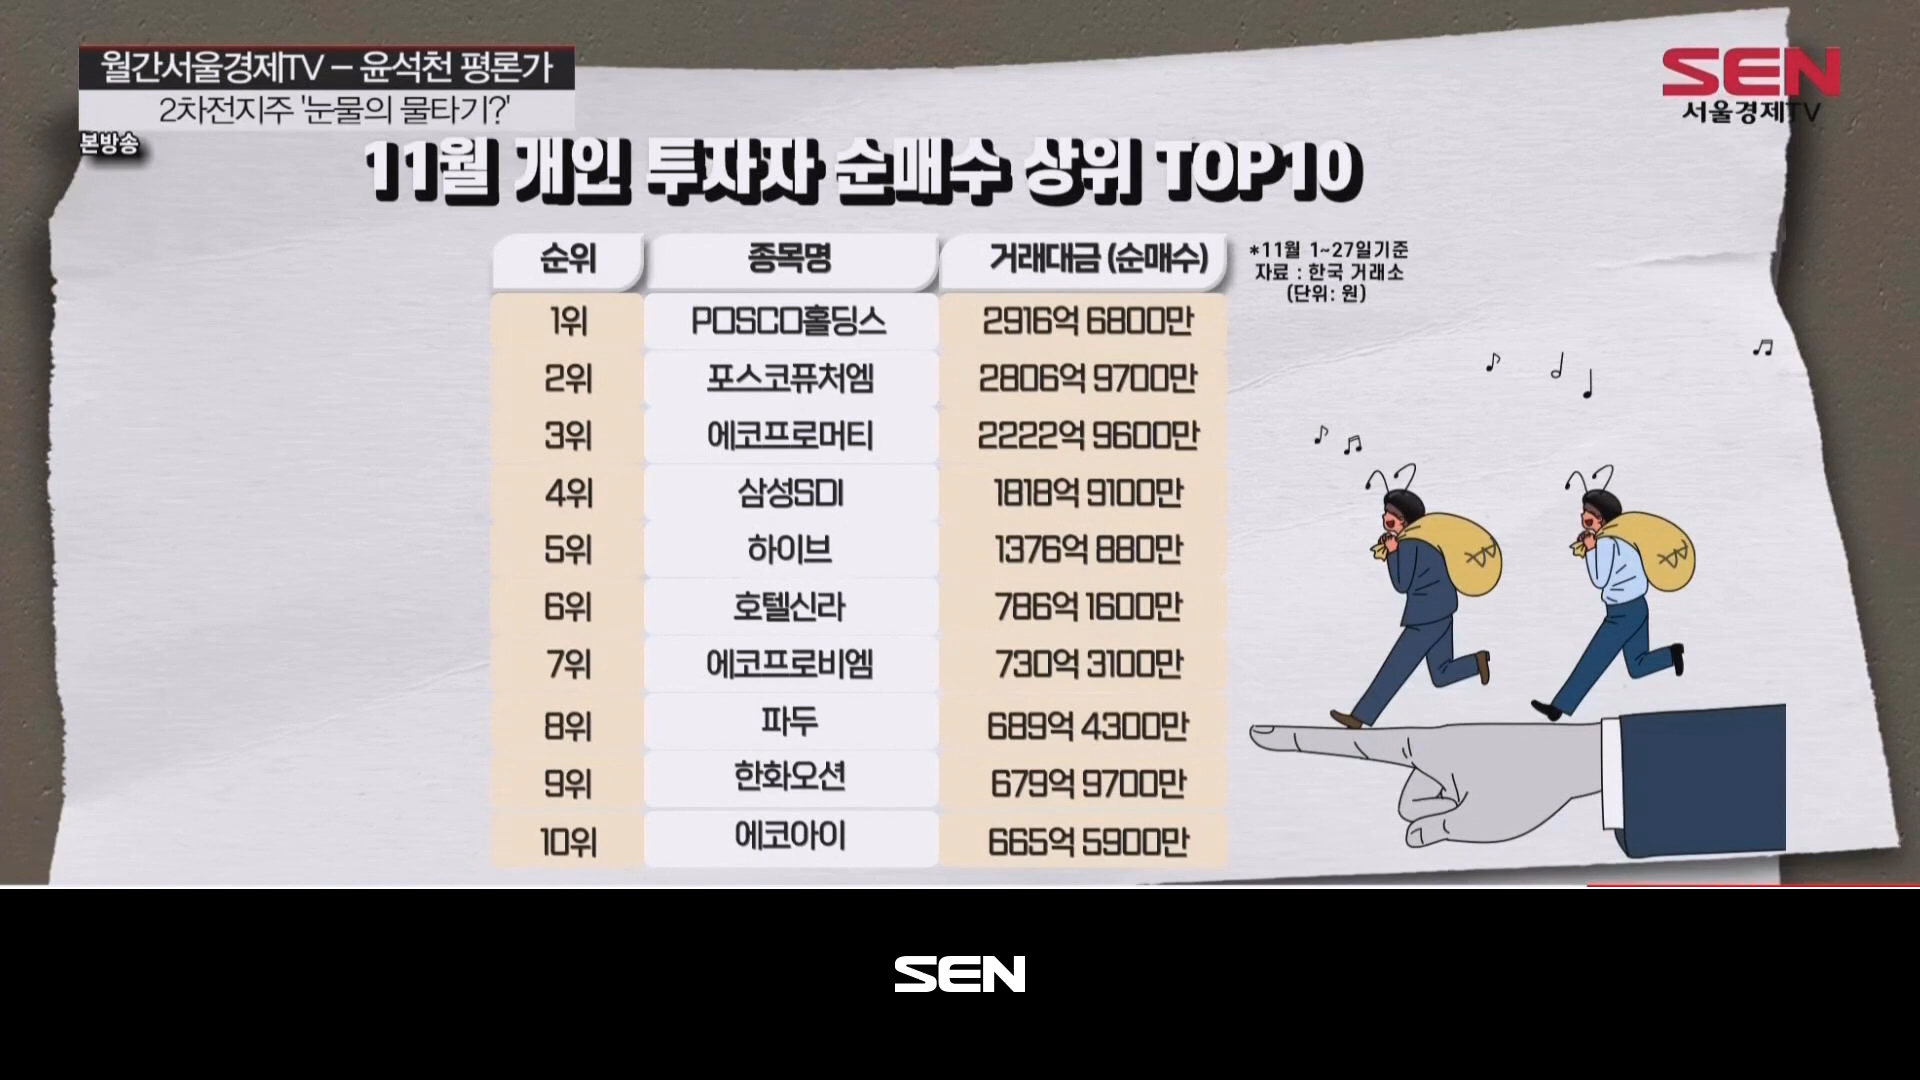 월간서울경제TV - 윤석천 평론가
2차전지주 '눈물의 물타기?'
본방송
SEN
서울경제TV
11월 개인 투자자 순매수 상위 TOP10
순위 종목명 거래대금 (순매수)
*11월 1~27일기준
자료 : 한국 거래소
(단위: 원)
1위 POSCO홀딩스 2916억 6800만
2위 포스코퓨처엠 2806억 9700만
3위 에코프로머티 2222억 9600만
4위 삼성SDI 1818억 9100만
5위 하이브 1376억 880만
6위 호텔신라 786억 1600만
7위 에코프로비엠 730억 3100만
8위 파두 689억 4300만
9위 한화오션 679억 9700만
10위 에코아이 665억 5900만
SEN